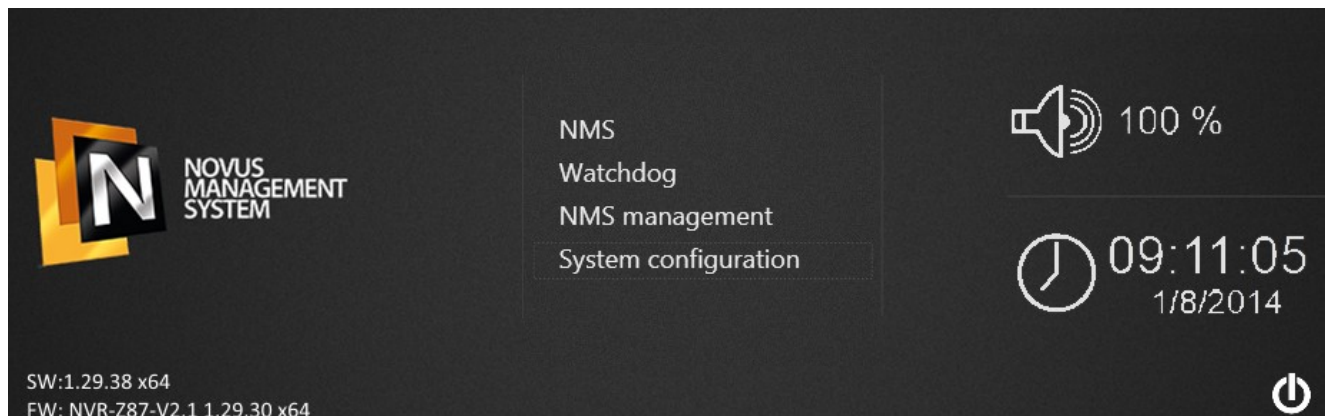 N
NOVUS
MANAGEMENT
SYSTEM
NMS
Watchdog
NMS management
System configuration
100 %
09:11:05
1/8/2014
SW:1.29.38 x64
FW: NVR-Z87-V2.1 1.29.30 x64